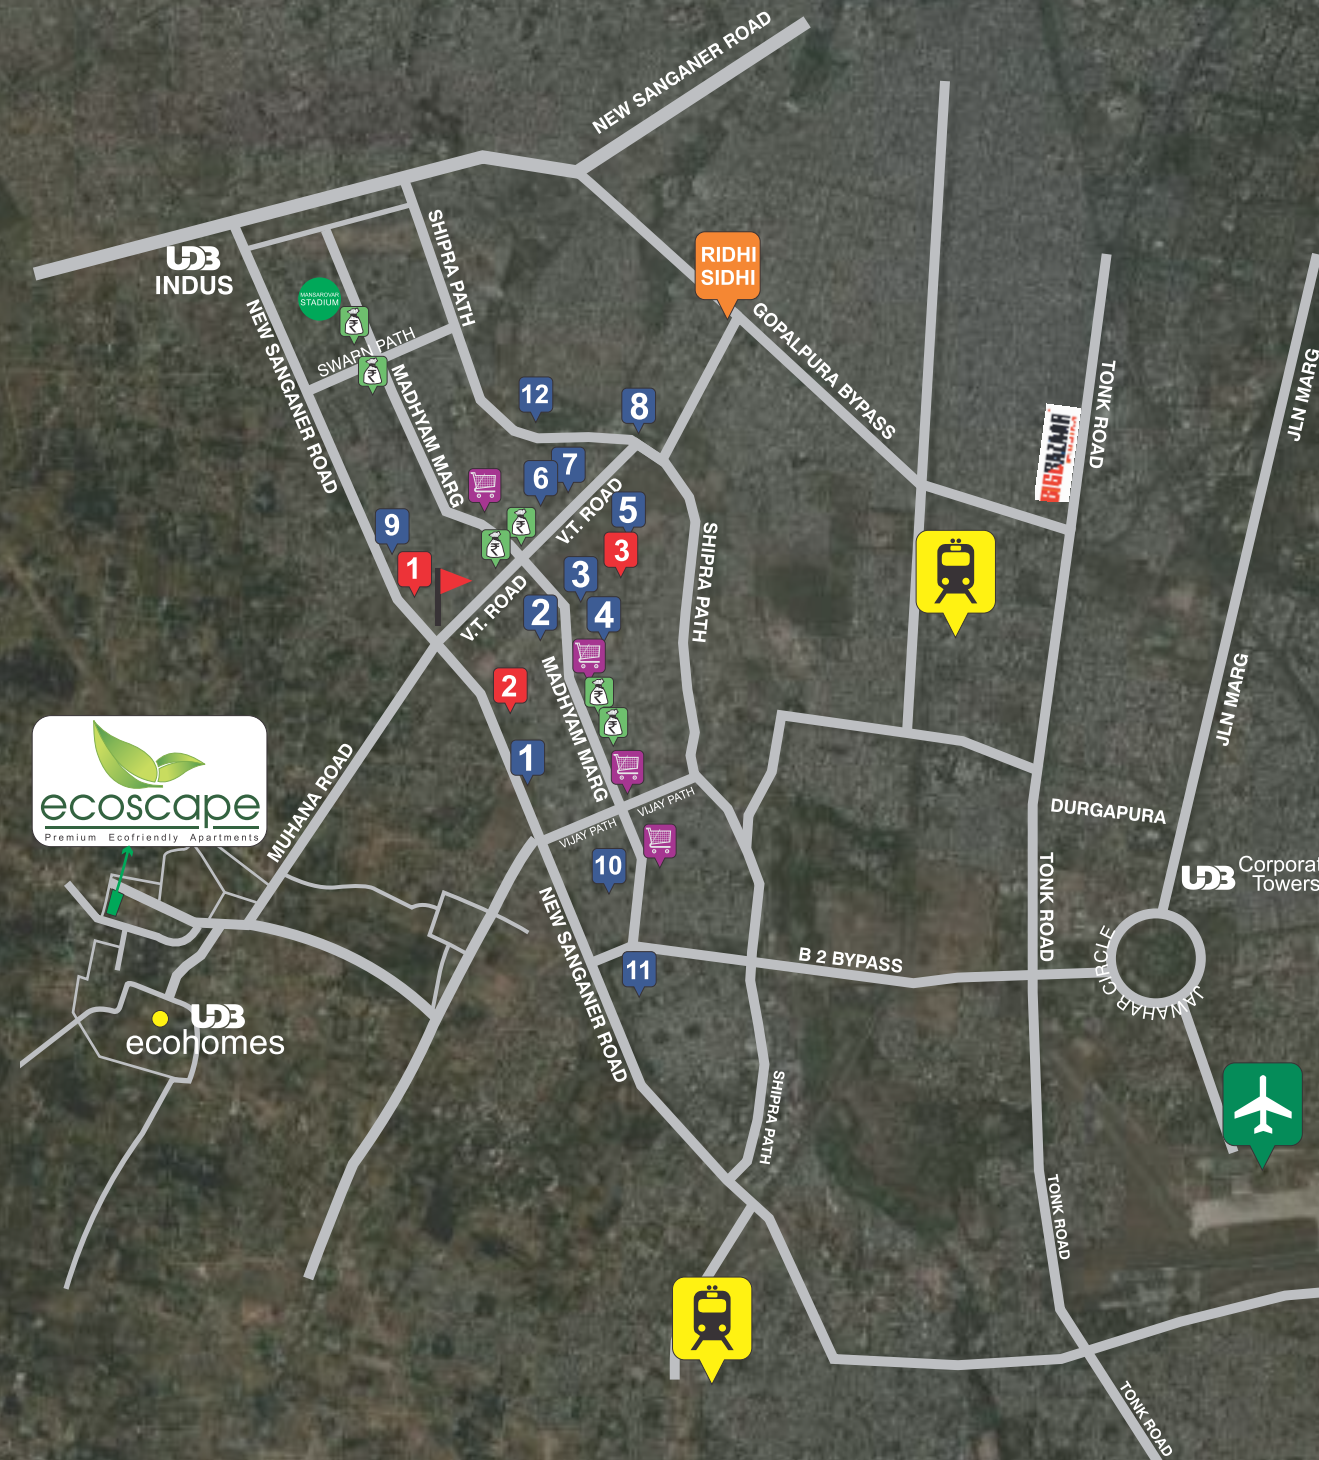 NEW SANGANER ROAD
SHIPRA PATH
UDB
INDUS
RIDHI
SIDHI
MANSAROVAR
STADIUM
GOPALPURA BYPASS
NEW SANGANER ROAD
SWARN PATH
MADHYAM MARG
TONK ROAD
JLN MARG
BIG BAZAAR
12
8
7
6
V.T. ROAD
5
9
3
1
3
SHIPRA PATH
V.T. ROAD
2
4
2
MADHYAM MARG
JLN MARG
1
ecoscape
Premium Ecofriendly Apartments
MUHANA ROAD
VIJAY PATH
VIJAY PATH
DURGAPURA
10
TONK ROAD
UDB
Corporat
Towers
NEW SANGANER ROAD
B 2 BYPASS
11
JAWAHAR CIRCLE
UDB
ecohomes
SHIPRA PATH
TONK ROAD
TONK ROAD